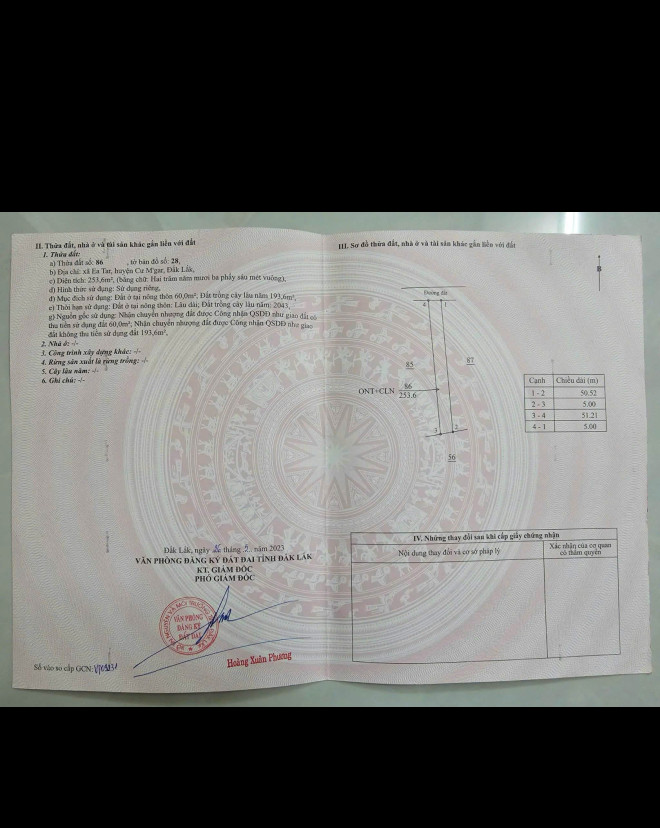 II. Thửa đất, nhà ở và tài sản khác gắn liền với đất
1. Thửa đất:
a) Thửa đất số: 86 , tờ bản đồ số: 28,
b) Địa chỉ: xã Ea Tar, huyện Cư M'gar, Đắk Lắk,
c) Diện tích: 253,6m², (bằng chữ: Hai trăm năm mươi ba phẩy sáu mét vuông),
d) Hình thức sử dụng: Sử dụng riêng,
đ) Mục đích sử dụng: Đất ở tại nông thôn 60,0m²; Đất trồng cây lâu năm 193,6m²,
e) Thời hạn sử dụng: Đất ở tại nông thôn: Lâu dài; Đất trồng cây lâu năm: 2043,
g) Nguồn gốc sử dụng: Nhận chuyển nhượng đất được Công nhận QSDĐ như giao đất có
thu tiền sử dụng đất 60,0m²; Nhận chuyển nhượng đất được Công nhận QSDĐ như giao
đất không thu tiền sử dụng đất 193,6m²,
2. Nhà ở: -/-
3. Công trình xây dựng khác: -/-
4. Rừng sản xuất là rừng trồng: -/-
5. Cây lâu năm: -/-
6. Ghi chú: -/-
Đắk Lắk, ngày tháng 2 năm 2023
VĂN PHÒNG ĐĂNG KÝ ĐẤT ĐAI TỈNH ĐẮK LẮK
KT. GIÁM ĐỐC
PHÓ GIÁM ĐỐC
VĂN PHÒNG
ĐĂNG KÝ
ĐẤT ĐAI
Hoàng Xuân Phương
Số vào sổ cấp GCN:
III. Sơ đồ thửa đất, nhà ở và tài sản khác gắn liền với đất
B
Đường đất
4 1
85
87
ONT+CLN 86
253.6
3 2
56
Cạnh Chiều dài (m)
1 - 2 50.52
2 - 3 5.00
3 - 4 51.21
4 - 1 5.00
IV. Những thay đổi sau khi cấp giấy chứng nhận
Nội dung thay đổi và cơ sở pháp lý
Xác nhận của cơ quan
có thẩm quyền